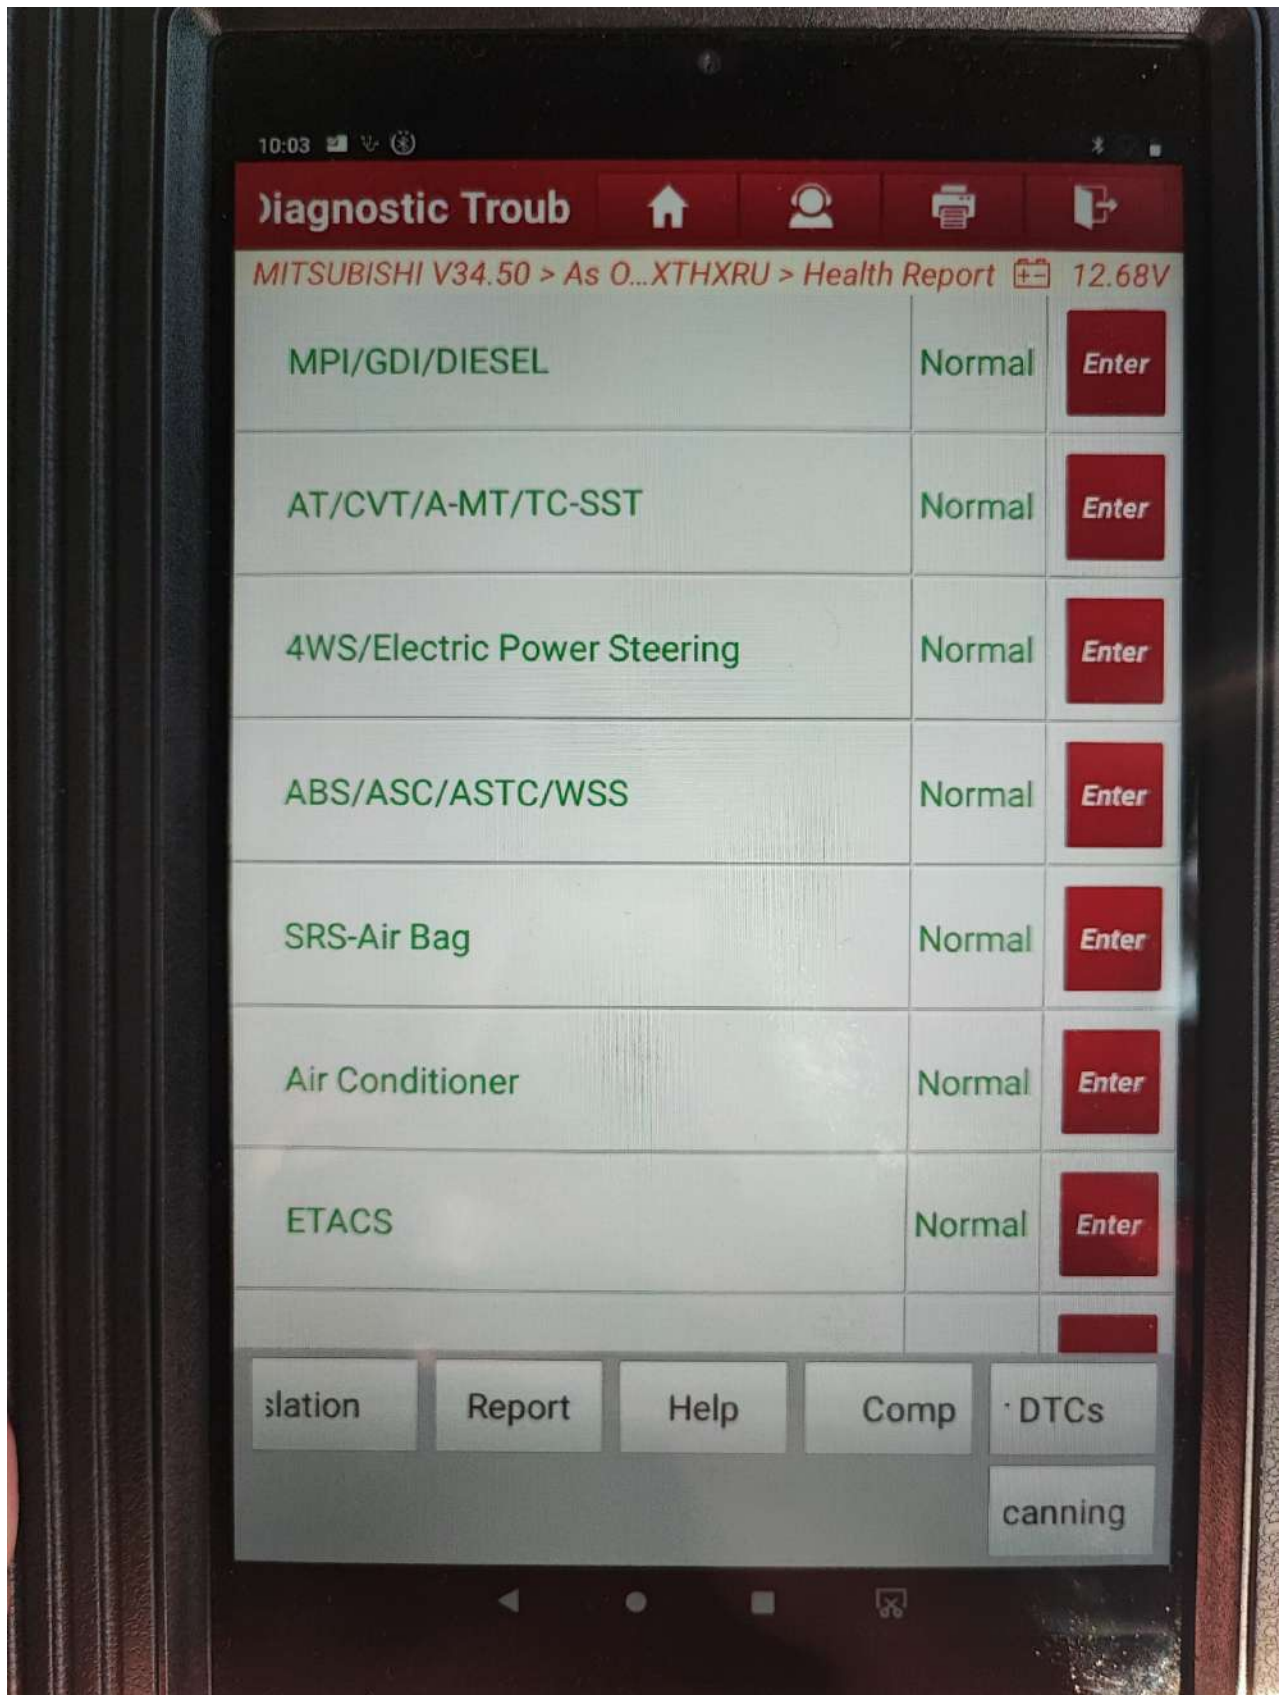 10:03
)iagnostic Troub
MITSUBISHI V34.50 > As O...XTHXRU > Health Report 12.68V
MPI/GDI/DIESEL Normal Enter
AT/CVT/A-MT/TC-SST Normal Enter
4WS/Electric Power Steering Normal Enter
ABS/ASC/ASTC/WSS Normal Enter
SRS-Air Bag Normal Enter
Air Conditioner Normal Enter
ETACS Normal Enter
slation Report Help Comp DTCs
canning